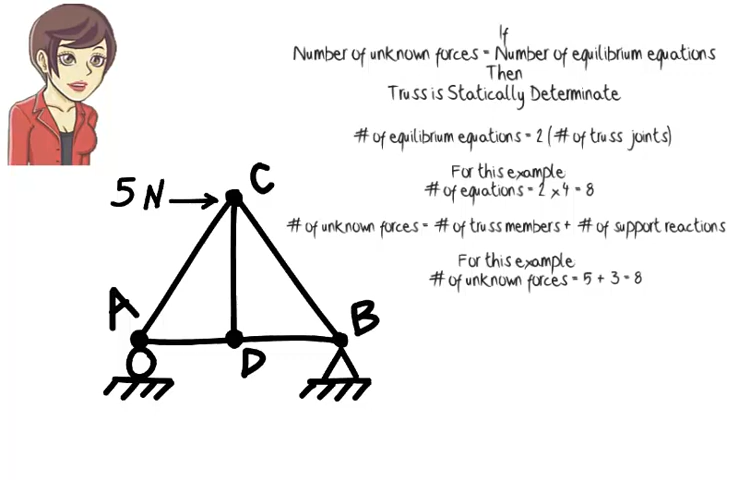 If
Number of unknown forces = Number of equilibrium equations
Then
Truss is Statically Determinate
# of equilibrium equations = 2 (# of truss joints)
For this example
# of equations = 2 x 4 = 8
# of unknown forces = # of truss members + # of support reactions
For this example
# of unknown forces = 5 + 3 = 8
5 N
C
A
B
D